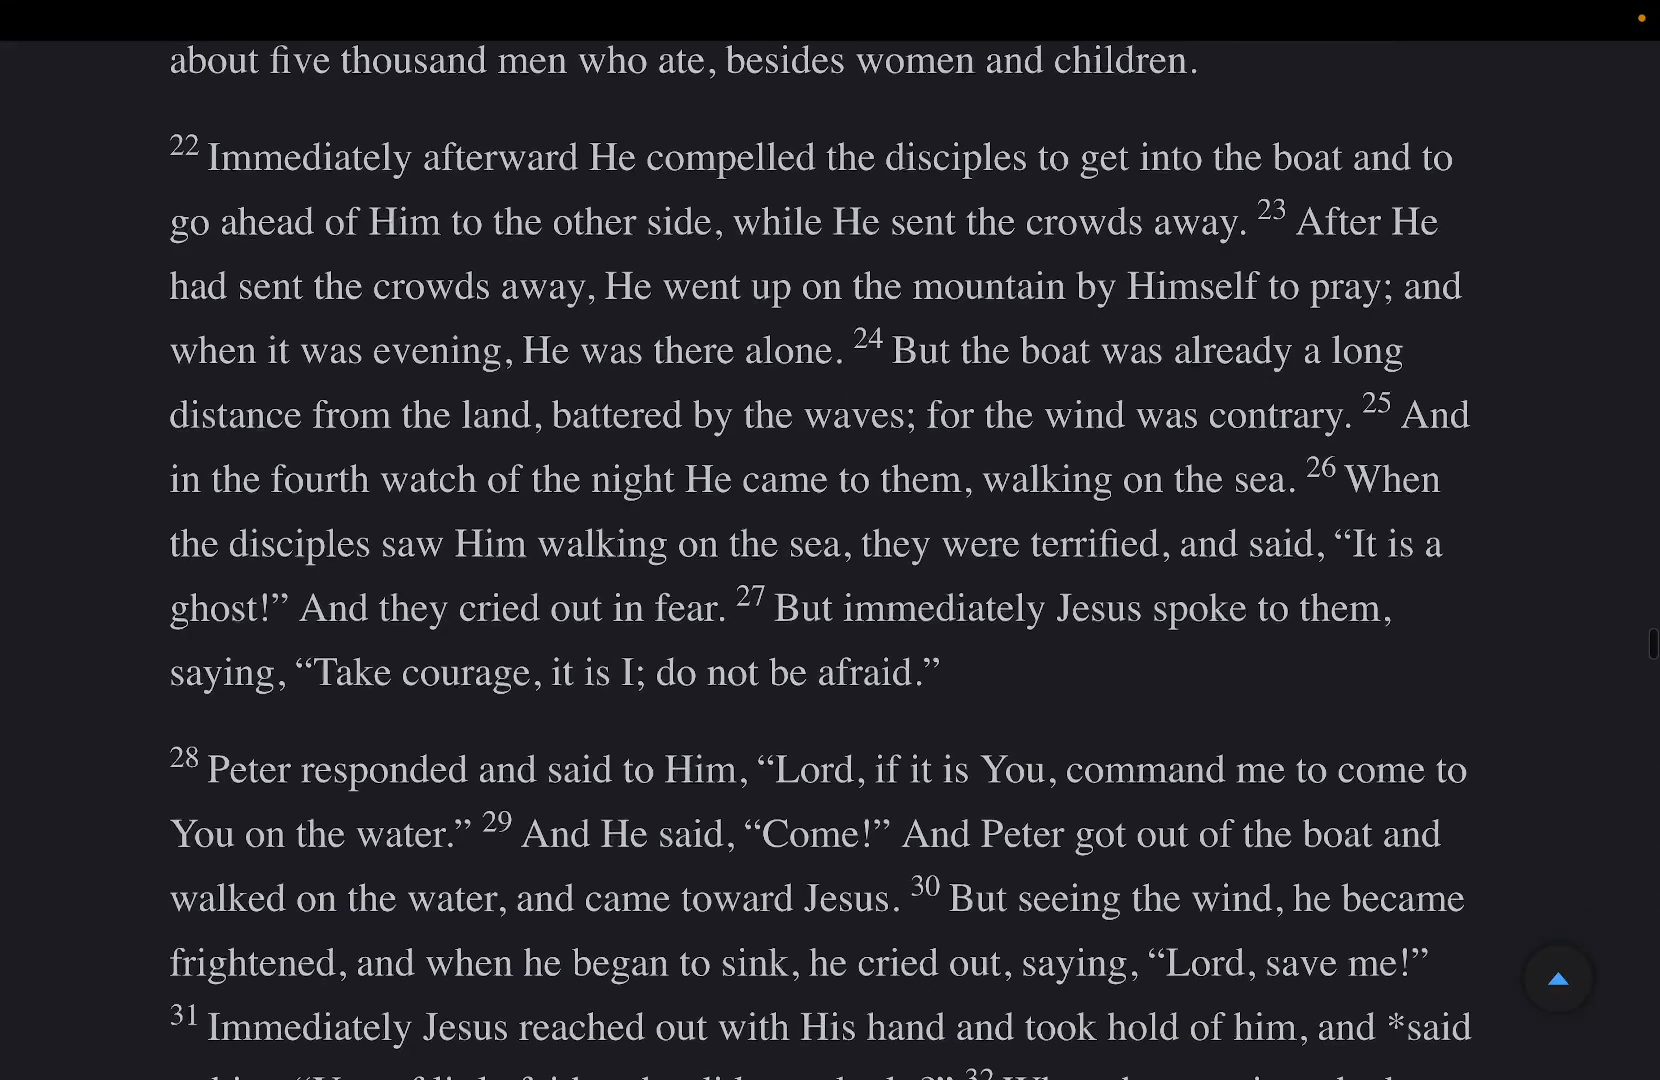 about five thousand men who ate, besides women and children.
22 Immediately afterward He compelled the disciples to get into the boat and to
go ahead of Him to the other side, while He sent the crowds away. 23 After He
had sent the crowds away, He went up on the mountain by Himself to pray; and
when it was evening, He was there alone. 24 But the boat was already a long
distance from the land, battered by the waves; for the wind was contrary. 25 And
in the fourth watch of the night He came to them, walking on the sea. 26 When
the disciples saw Him walking on the sea, they were terrified, and said, “It is a
ghost!” And they cried out in fear. 27 But immediately Jesus spoke to them,
saying, “Take courage, it is I; do not be afraid.”
28 Peter responded and said to Him, “Lord, if it is You, command me to come to
You on the water.” 29 And He said, “Come!” And Peter got out of the boat and
walked on the water, and came toward Jesus. 30 But seeing the wind, he became
frightened, and when he began to sink, he cried out, saying, “Lord, save me!”
31 Immediately Jesus reached out with His hand and took hold of him, and *said
32